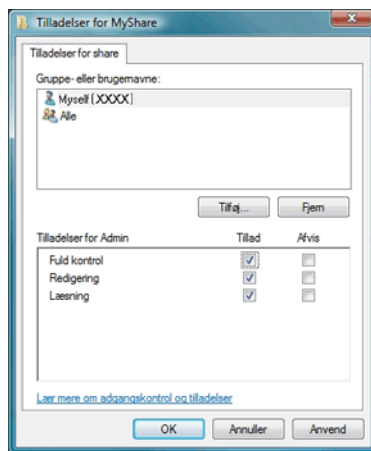 Tilladelser for MyShare
Tilladelser for share
Gruppe- eller brugernavne:
Myself (XXXX)
Alle
Tilføj... Fjern
Tilladelser for Admin Tillad Afvis
Fuld kontrol
Redigering
Læsning
Lær mere om adgangskontrol og tilladelser
OK Annuller Anvend